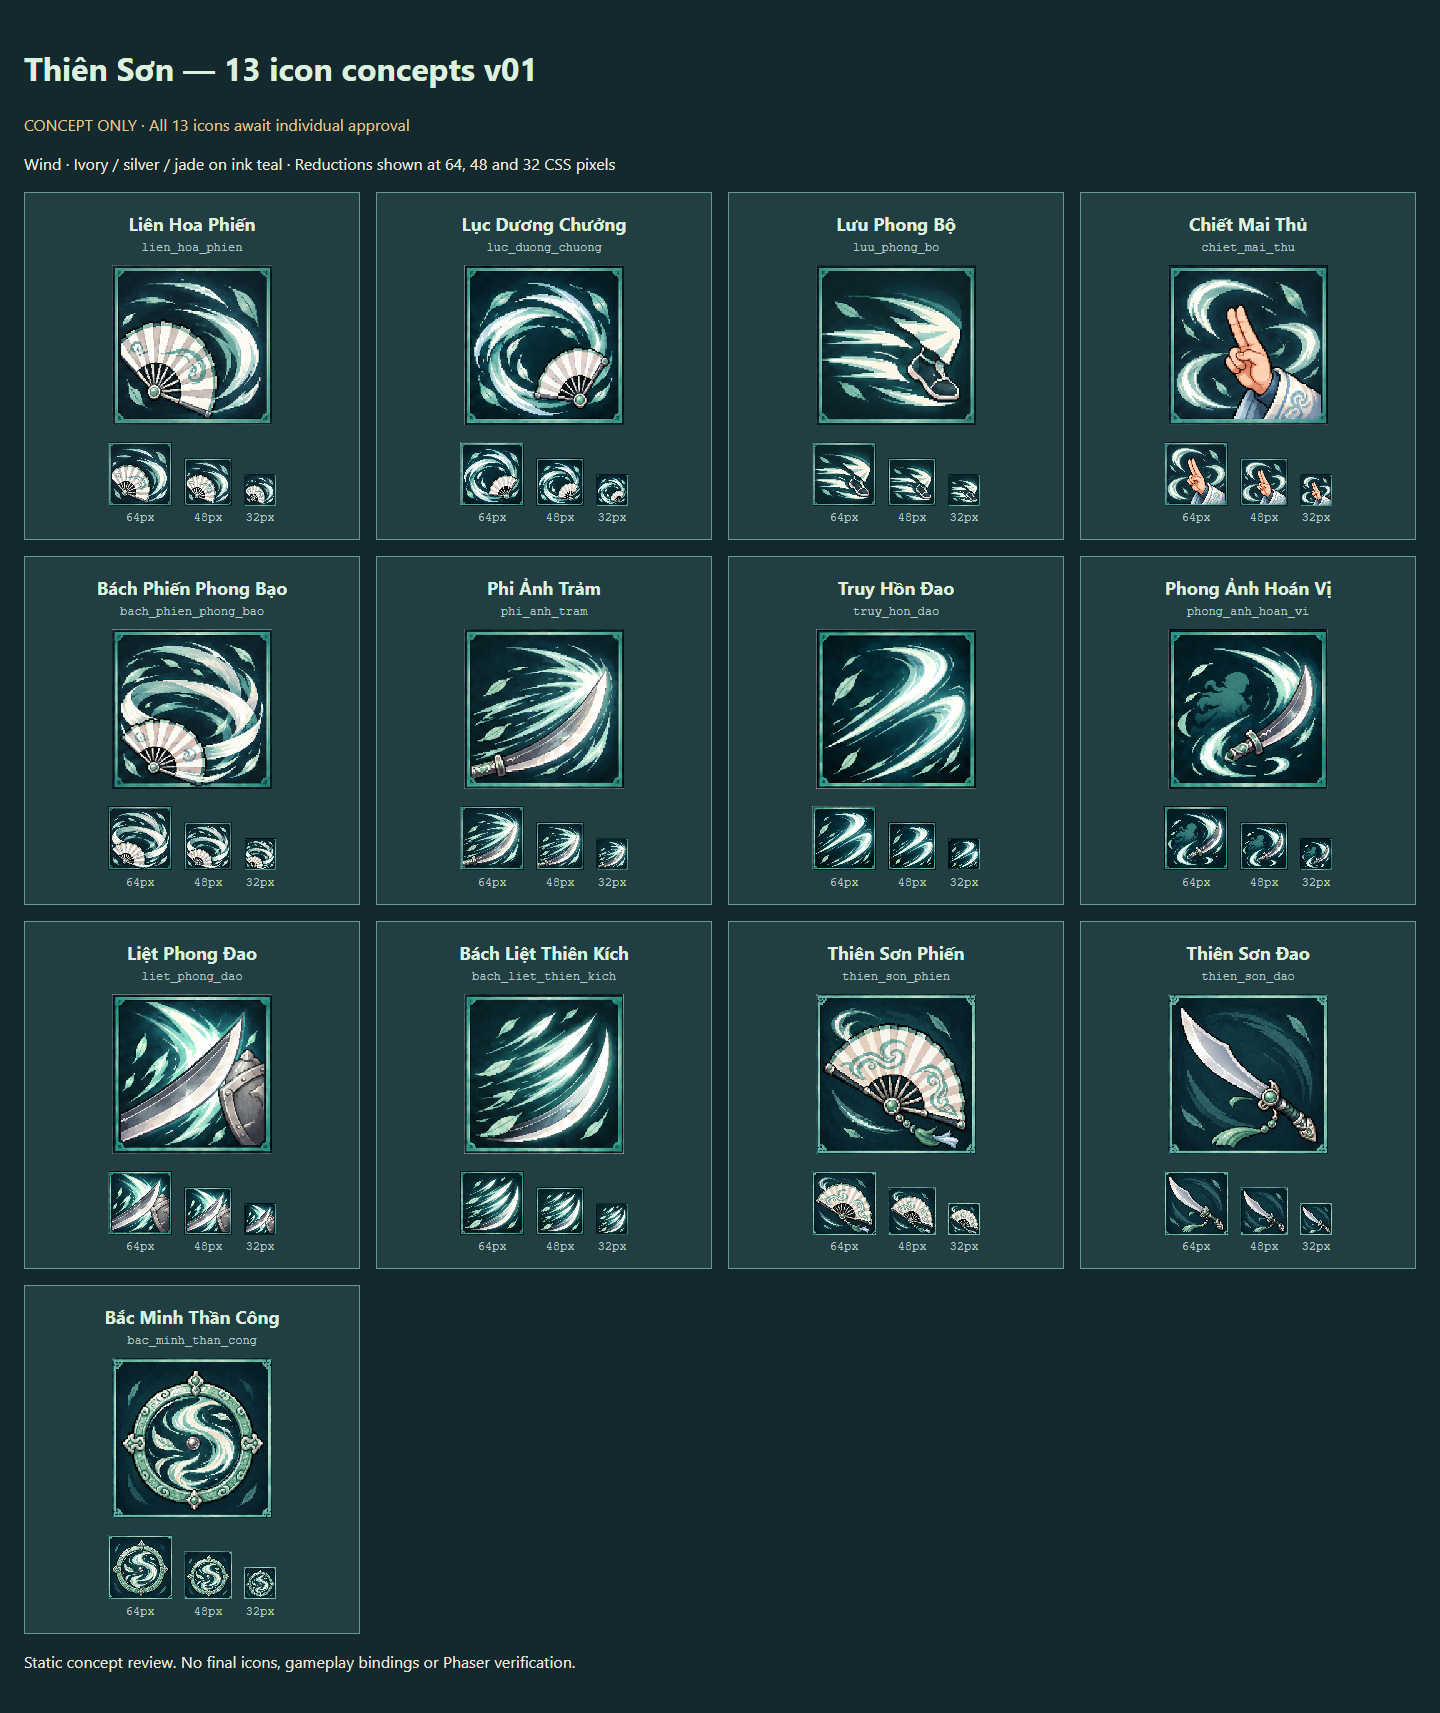 Thiên Sơn — 13 icon concepts v01
CONCEPT ONLY · All 13 icons await individual approval
Wind · Ivory / silver / jade on ink teal · Reductions shown at 64, 48 and 32 CSS pixels
Liên Hoa Phiến
lien_hoa_phien
64px 48px 32px
Lục Dương Chưởng
luc_duong_chuong
64px 48px 32px
Lưu Phong Bộ
luu_phong_bo
64px 48px 32px
Chiết Mai Thủ
chiet_mai_thu
64px 48px 32px
Bách Phiến Phong Bạo
bach_phien_phong_bao
64px 48px 32px
Phi Ảnh Trảm
phi_anh_tram
64px 48px 32px
Truy Hồn Đao
truy_hon_dao
64px 48px 32px
Phong Ảnh Hoán Vị
phong_anh_hoan_vi
64px 48px 32px
Liệt Phong Đao
liet_phong_dao
64px 48px 32px
Bách Liệt Thiên Kích
bach_liet_thien_kich
64px 48px 32px
Thiên Sơn Phiến
thien_son_phien
64px 48px 32px
Thiên Sơn Đao
thien_son_dao
64px 48px 32px
Bắc Minh Thần Công
bac_minh_than_cong
64px 48px 32px
Static concept review. No final icons, gameplay bindings or Phaser verification.